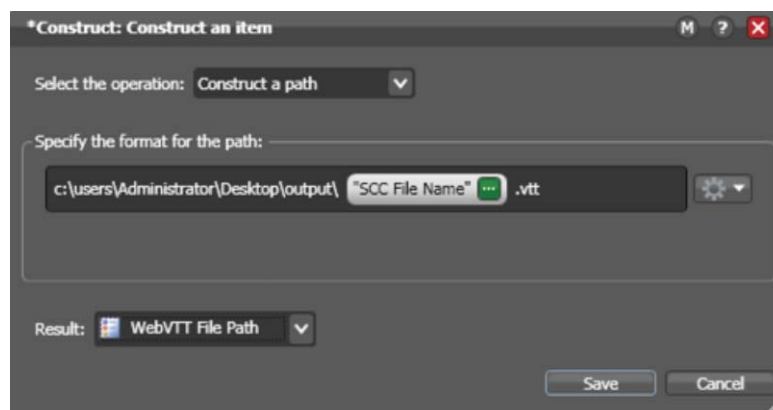 *Construct: Construct an item M ?
Select the operation: Construct a path
Specify the format for the path:
c:\users\Administrator\Desktop\output\ "SCC File Name" ... .vtt
Result: WebVTT File Path
Save Cancel